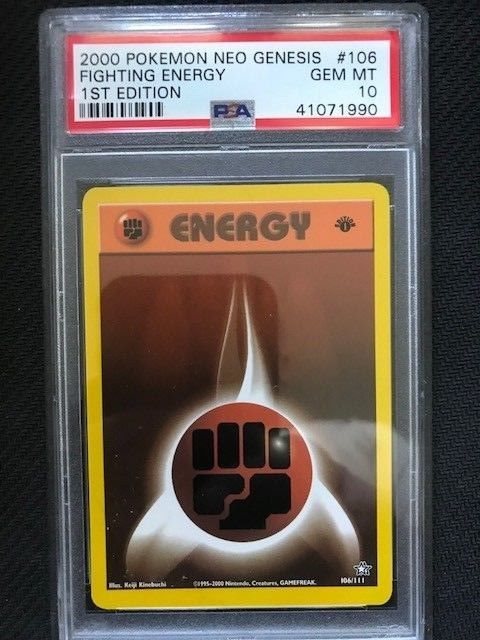 2000 POKEMON NEO GENESIS #106
FIGHTING ENERGY GEM MT
1ST EDITION 10
PSA 41071990
ENERGY
EDITION 1
Illus. Keiji Kinebuchi ©1995-2000 Nintendo, Creatures, GAMEFREAK. 106/111